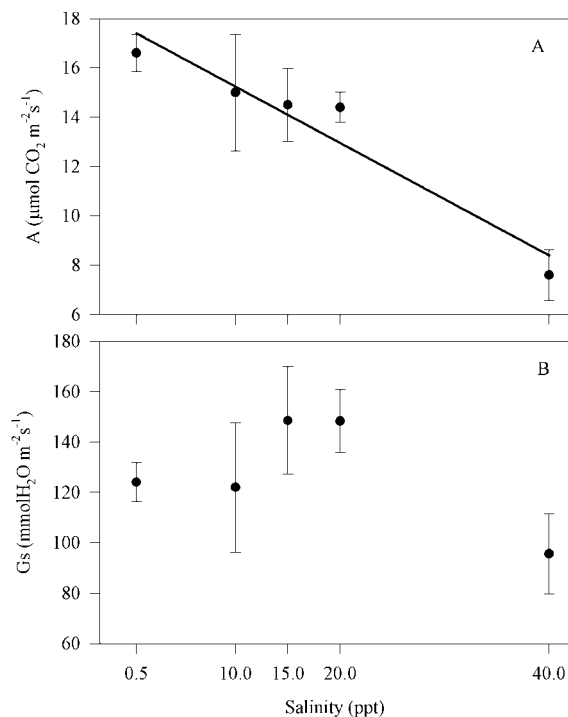 18
16
14
12
10
8
6
A (μmol CO₂ m⁻²s⁻¹)
A
180
160
140
120
100
80
60
Gs (mmolH₂O m⁻²s⁻¹)
B
0.5 10.0 15.0 20.0 40.0
Salinity (ppt)